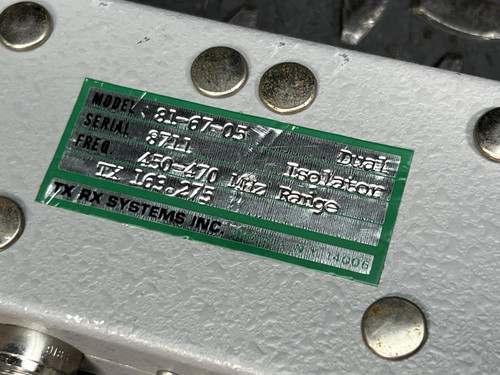 MODEL 81-67-05 Dual
SERIAL 8711 Isolator
FREQ. 450-470 MHz Range
TX 163.275
TX RX SYSTEMS INC. N.Y. 14006